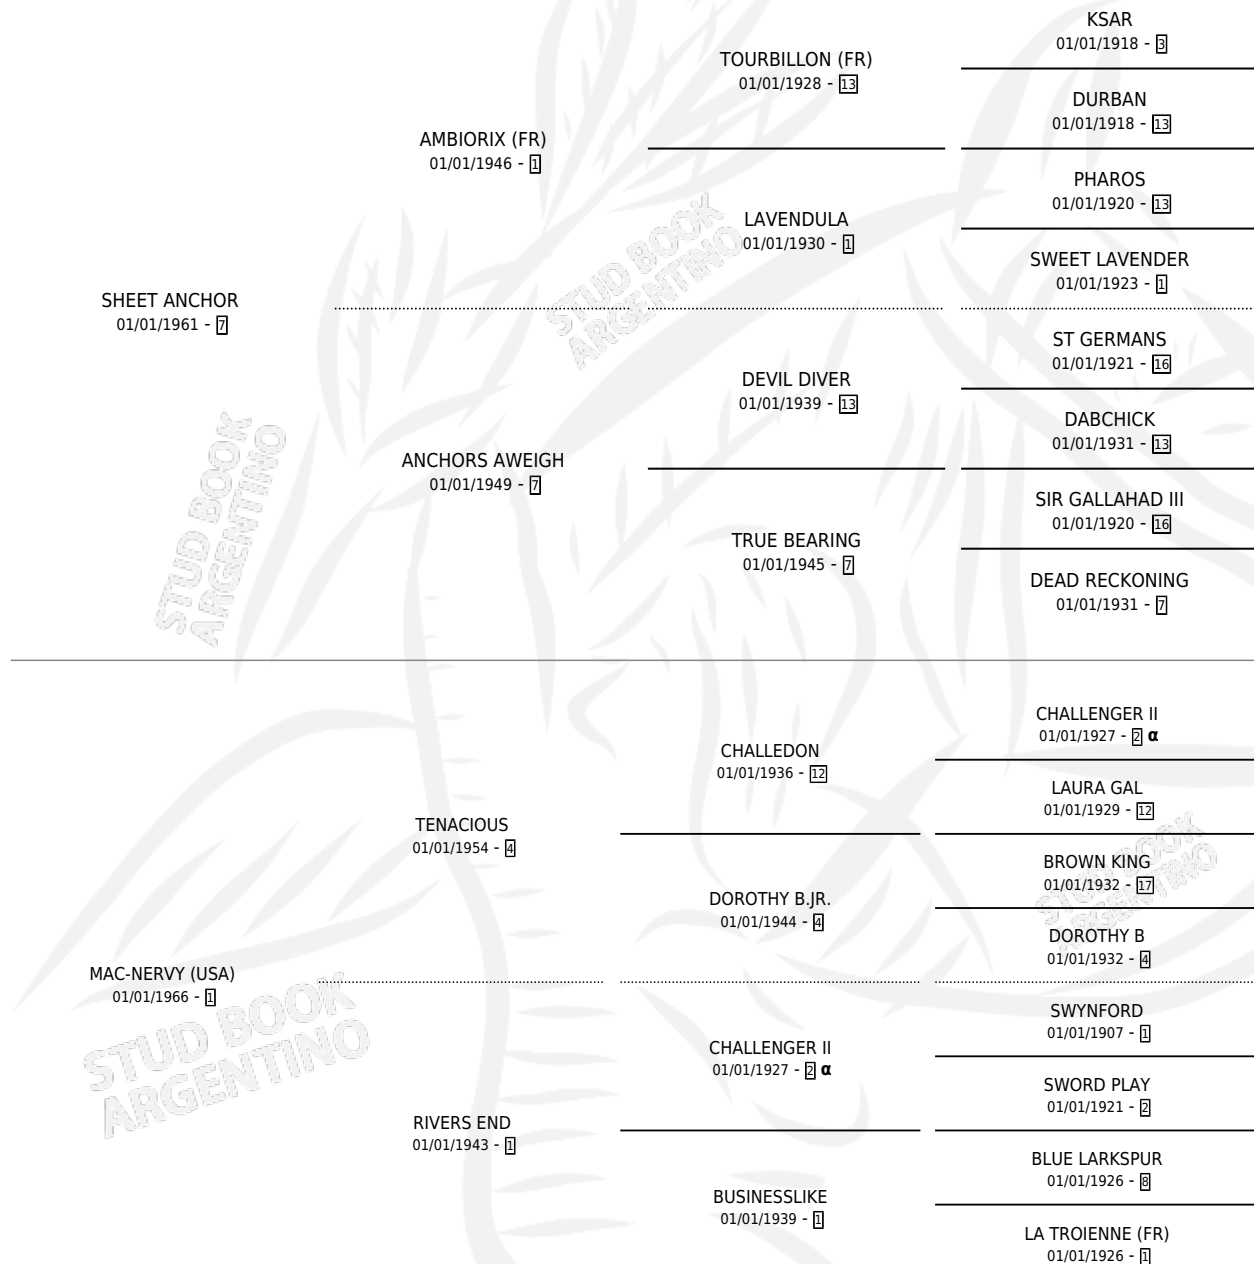 KSAR
01/01/1918 - 3
TOURBILLON (FR)
01/01/1928 - 13
DURBAN
01/01/1918 - 13
AMBIORIX (FR)
01/01/1946 - 1
PHAROS
01/01/1920 - 13
LAVENDULA
01/01/1930 - 1
SWEET LAVENDER
01/01/1923 - 1
STUD BOOK
ARGENTINO
SHEET ANCHOR
01/01/1961 - 7
ST GERMANS
01/01/1921 - 16
DEVIL DIVER
01/01/1939 - 13
DABCHICK
01/01/1931 - 13
ANCHORS AWEIGH
01/01/1949 - 7
SIR GALLAHAD III
01/01/1920 - 16
TRUE BEARING
01/01/1945 - 7
DEAD RECKONING
01/01/1931 - 7
STUD BOOK
ARGENTINO
CHALLENGER II
01/01/1927 - 2 α
CHALLEDON
01/01/1936 - 12
LAURA GAL
01/01/1929 - 12
TENACIOUS
01/01/1954 - 4
BROWN KING
01/01/1932 - 17
DOROTHY B.JR.
01/01/1944 - 4
DOROTHY B
01/01/1932 - 4
STUD BOOK
ARGENTINO
MAC-NERVY (USA)
01/01/1966 - 1
SWYNFORD
01/01/1907 - 1
CHALLENGER II
01/01/1927 - 2 α
SWORD PLAY
01/01/1921 - 2
STUD BOOK
ARGENTINO
RIVERS END
01/01/1943 - 1
BLUE LARKSPUR
01/01/1926 - 8
BUSINESSLIKE
01/01/1939 - 1
LA TROIENNE (FR)
01/01/1926 - 1